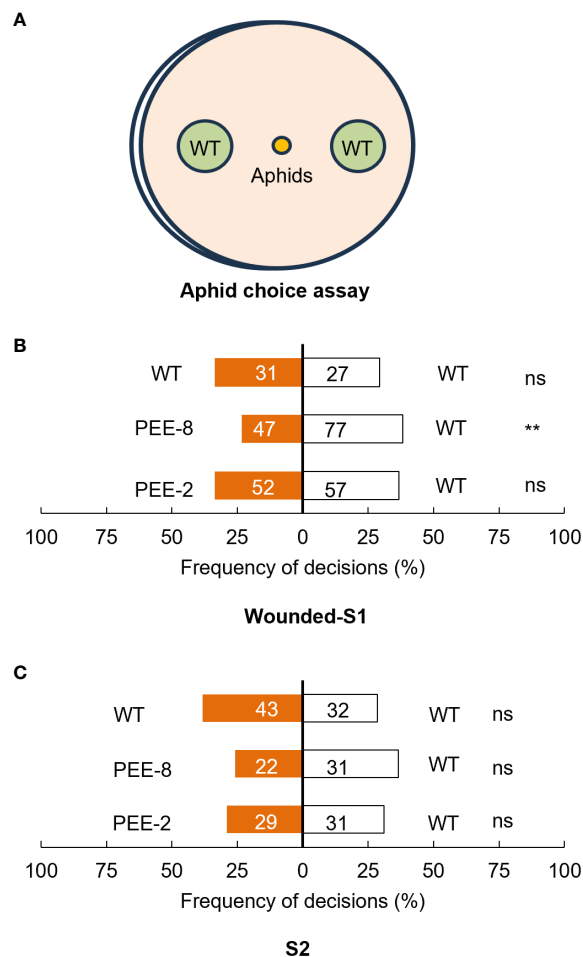 A
WT WT
Aphids
Aphid choice assay
B
WT 31 27 WT ns
PEE-8 47 77 WT **
PEE-2 52 57 WT ns
100 75 50 25 0 25 50 75 100
Frequency of decisions (%)
Wounded-S1
C
WT 43 32 WT ns
PEE-8 22 31 WT ns
PEE-2 29 31 WT ns
100 75 50 25 0 25 50 75 100
Frequency of decisions (%)
S2